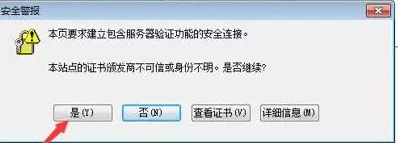 安全警报
本页要求建立包含服务器验证功能的安全连接。
本站点的证书颁发商不可信或身份不明。是否继续?
是(Y) 否(N) 查看证书(V) 详细信息(M)